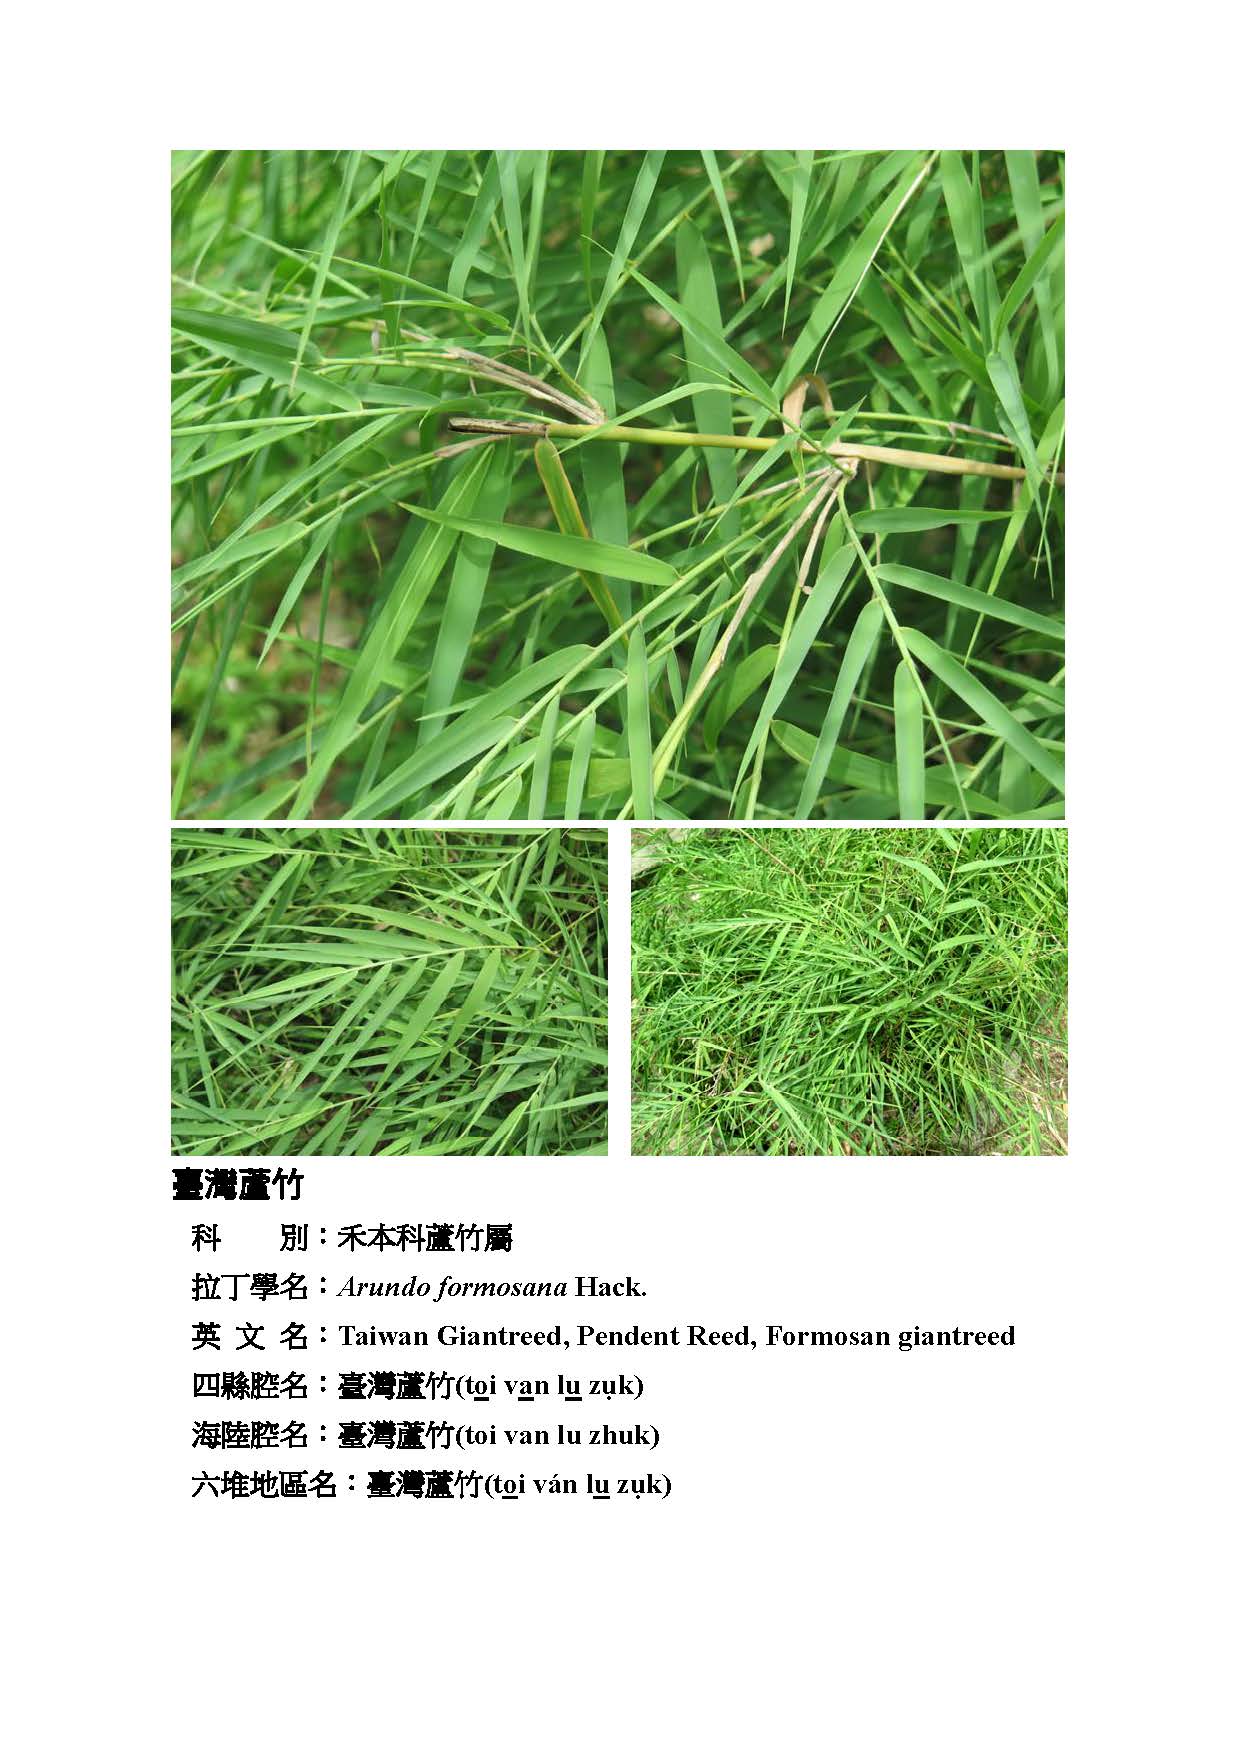 臺灣蘆竹
科　　別：禾本科蘆竹屬
拉丁學名：Arundo formosana Hack.
英 文 名：Taiwan Giantreed, Pendent Reed, Formosan giantreed
四縣腔名：臺灣蘆竹(to̲i va̲n lu̲ zụk)
海陸腔名：臺灣蘆竹(toi van lu zhuk)
六堆地區名：臺灣蘆竹(to̲i ván lu̲ zụk)